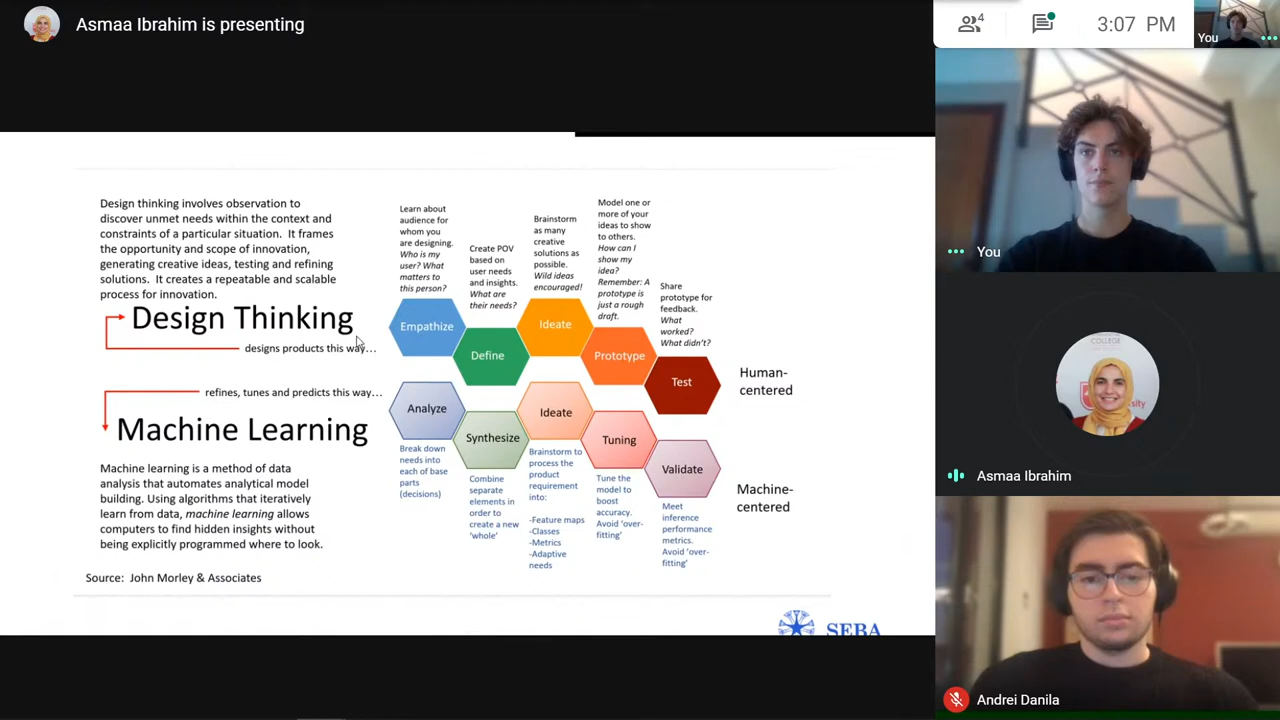 Asmaa Ibrahim is presenting
4
3:07 PM
You
Design thinking involves observation to
discover unmet needs within the context and
constraints of a particular situation. It frames
the opportunity and scope of innovation,
generating creative ideas, testing and refining
solutions. It creates a repeatable and scalable
process for innovation.
Design Thinking
designs products this way...
refines, tunes and predicts this way...
Machine Learning
Machine learning is a method of data
analysis that automates analytical model
building. Using algorithms that iteratively
learn from data, machine learning allows
computers to find hidden insights without
being explicitly programmed where to look.
Source: John Morley & Associates
Learn about
audience for
whom you
are designing.
Who is my
user? What
matters to
this person?
Empathize
Create POV
based on
user needs
and insights.
What are
their needs?
Define
Brainstorm
as many
creative
solutions as
possible.
Wild ideas
encouraged!
Ideate
Model one or
more of your
ideas to show
to others.
How can I
show my
idea?
Remember: A
prototype is
just a rough
draft.
Prototype
Share
prototype for
feedback.
What
worked?
What didn't?
Test
Human-
centered
Analyze
Break down
needs into
each of base
parts
(decisions)
Synthesize
Combine
separate
elements in
order to
create a new
'whole'
Ideate
Brainstorm to
process the
product
requirement
into:
-Feature maps
-Classes
-Metrics
-Adaptive
needs
Tuning
Tune the
model to
boost
accuracy.
Avoid 'over-
fitting'
Validate
Meet
inference
performance
metrics.
Avoid 'over-
fitting'
Machine-
centered
SEBA
You
COLLEGE
Asmaa Ibrahim
Andrei Danila